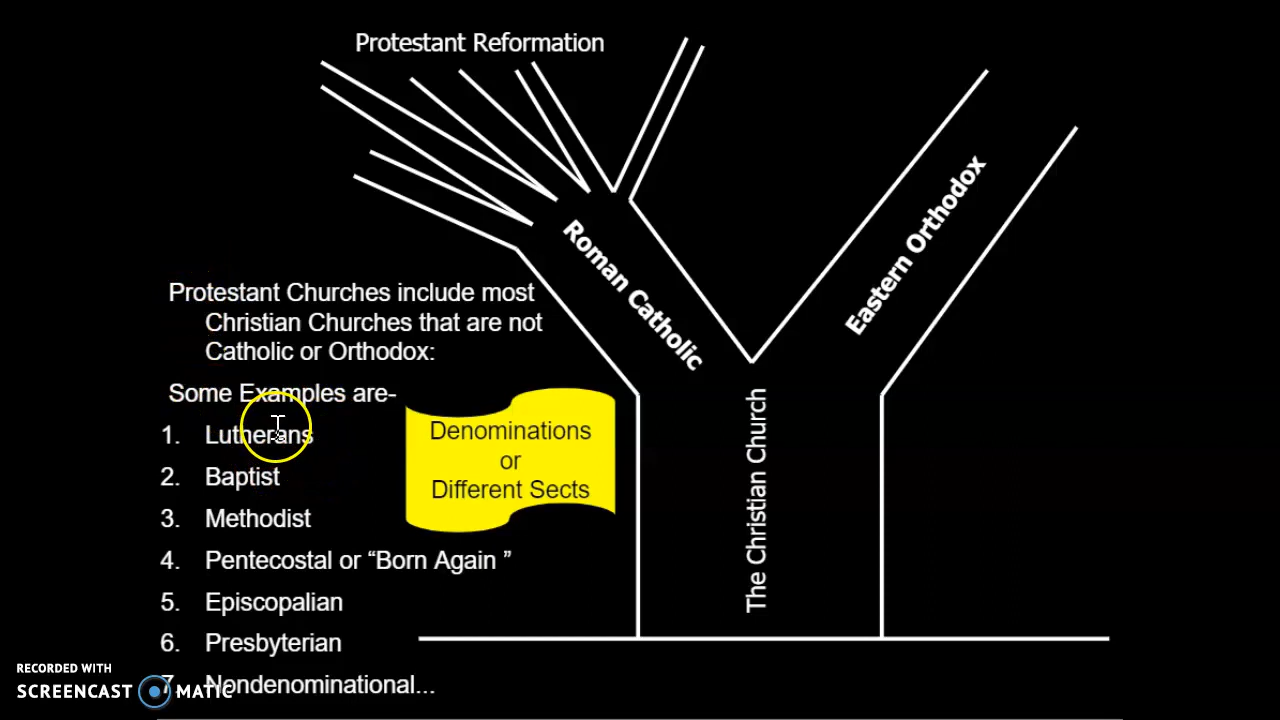 Protestant Reformation
Roman Catholic
Eastern Orthodox
The Christian Church
Protestant Churches include most
Christian Churches that are not
Catholic or Orthodox:
Some Examples are-
1. Lutherans
2. Baptist
3. Methodist
4. Pentecostal or “Born Again ”
5. Episcopalian
6. Presbyterian
7. Nondenominational...
Denominations
or
Different Sects
RECORDED WITH
SCREENCAST MATIC